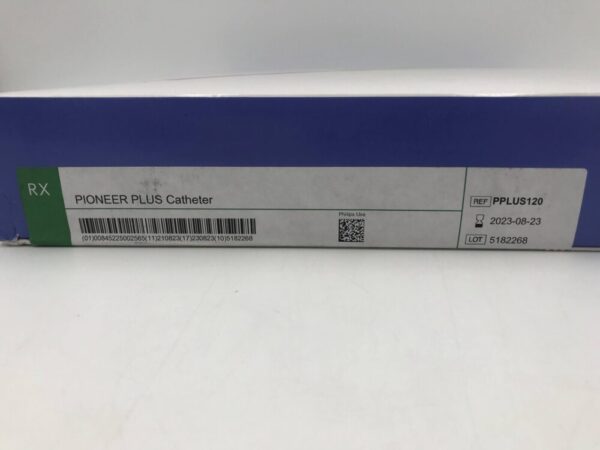 RX
PIONEER PLUS Catheter
Philips Use
(01)00845225002565(11)210823(17)230823(10)5182268
REF PPLUS120
2023-08-23
LOT 5182268